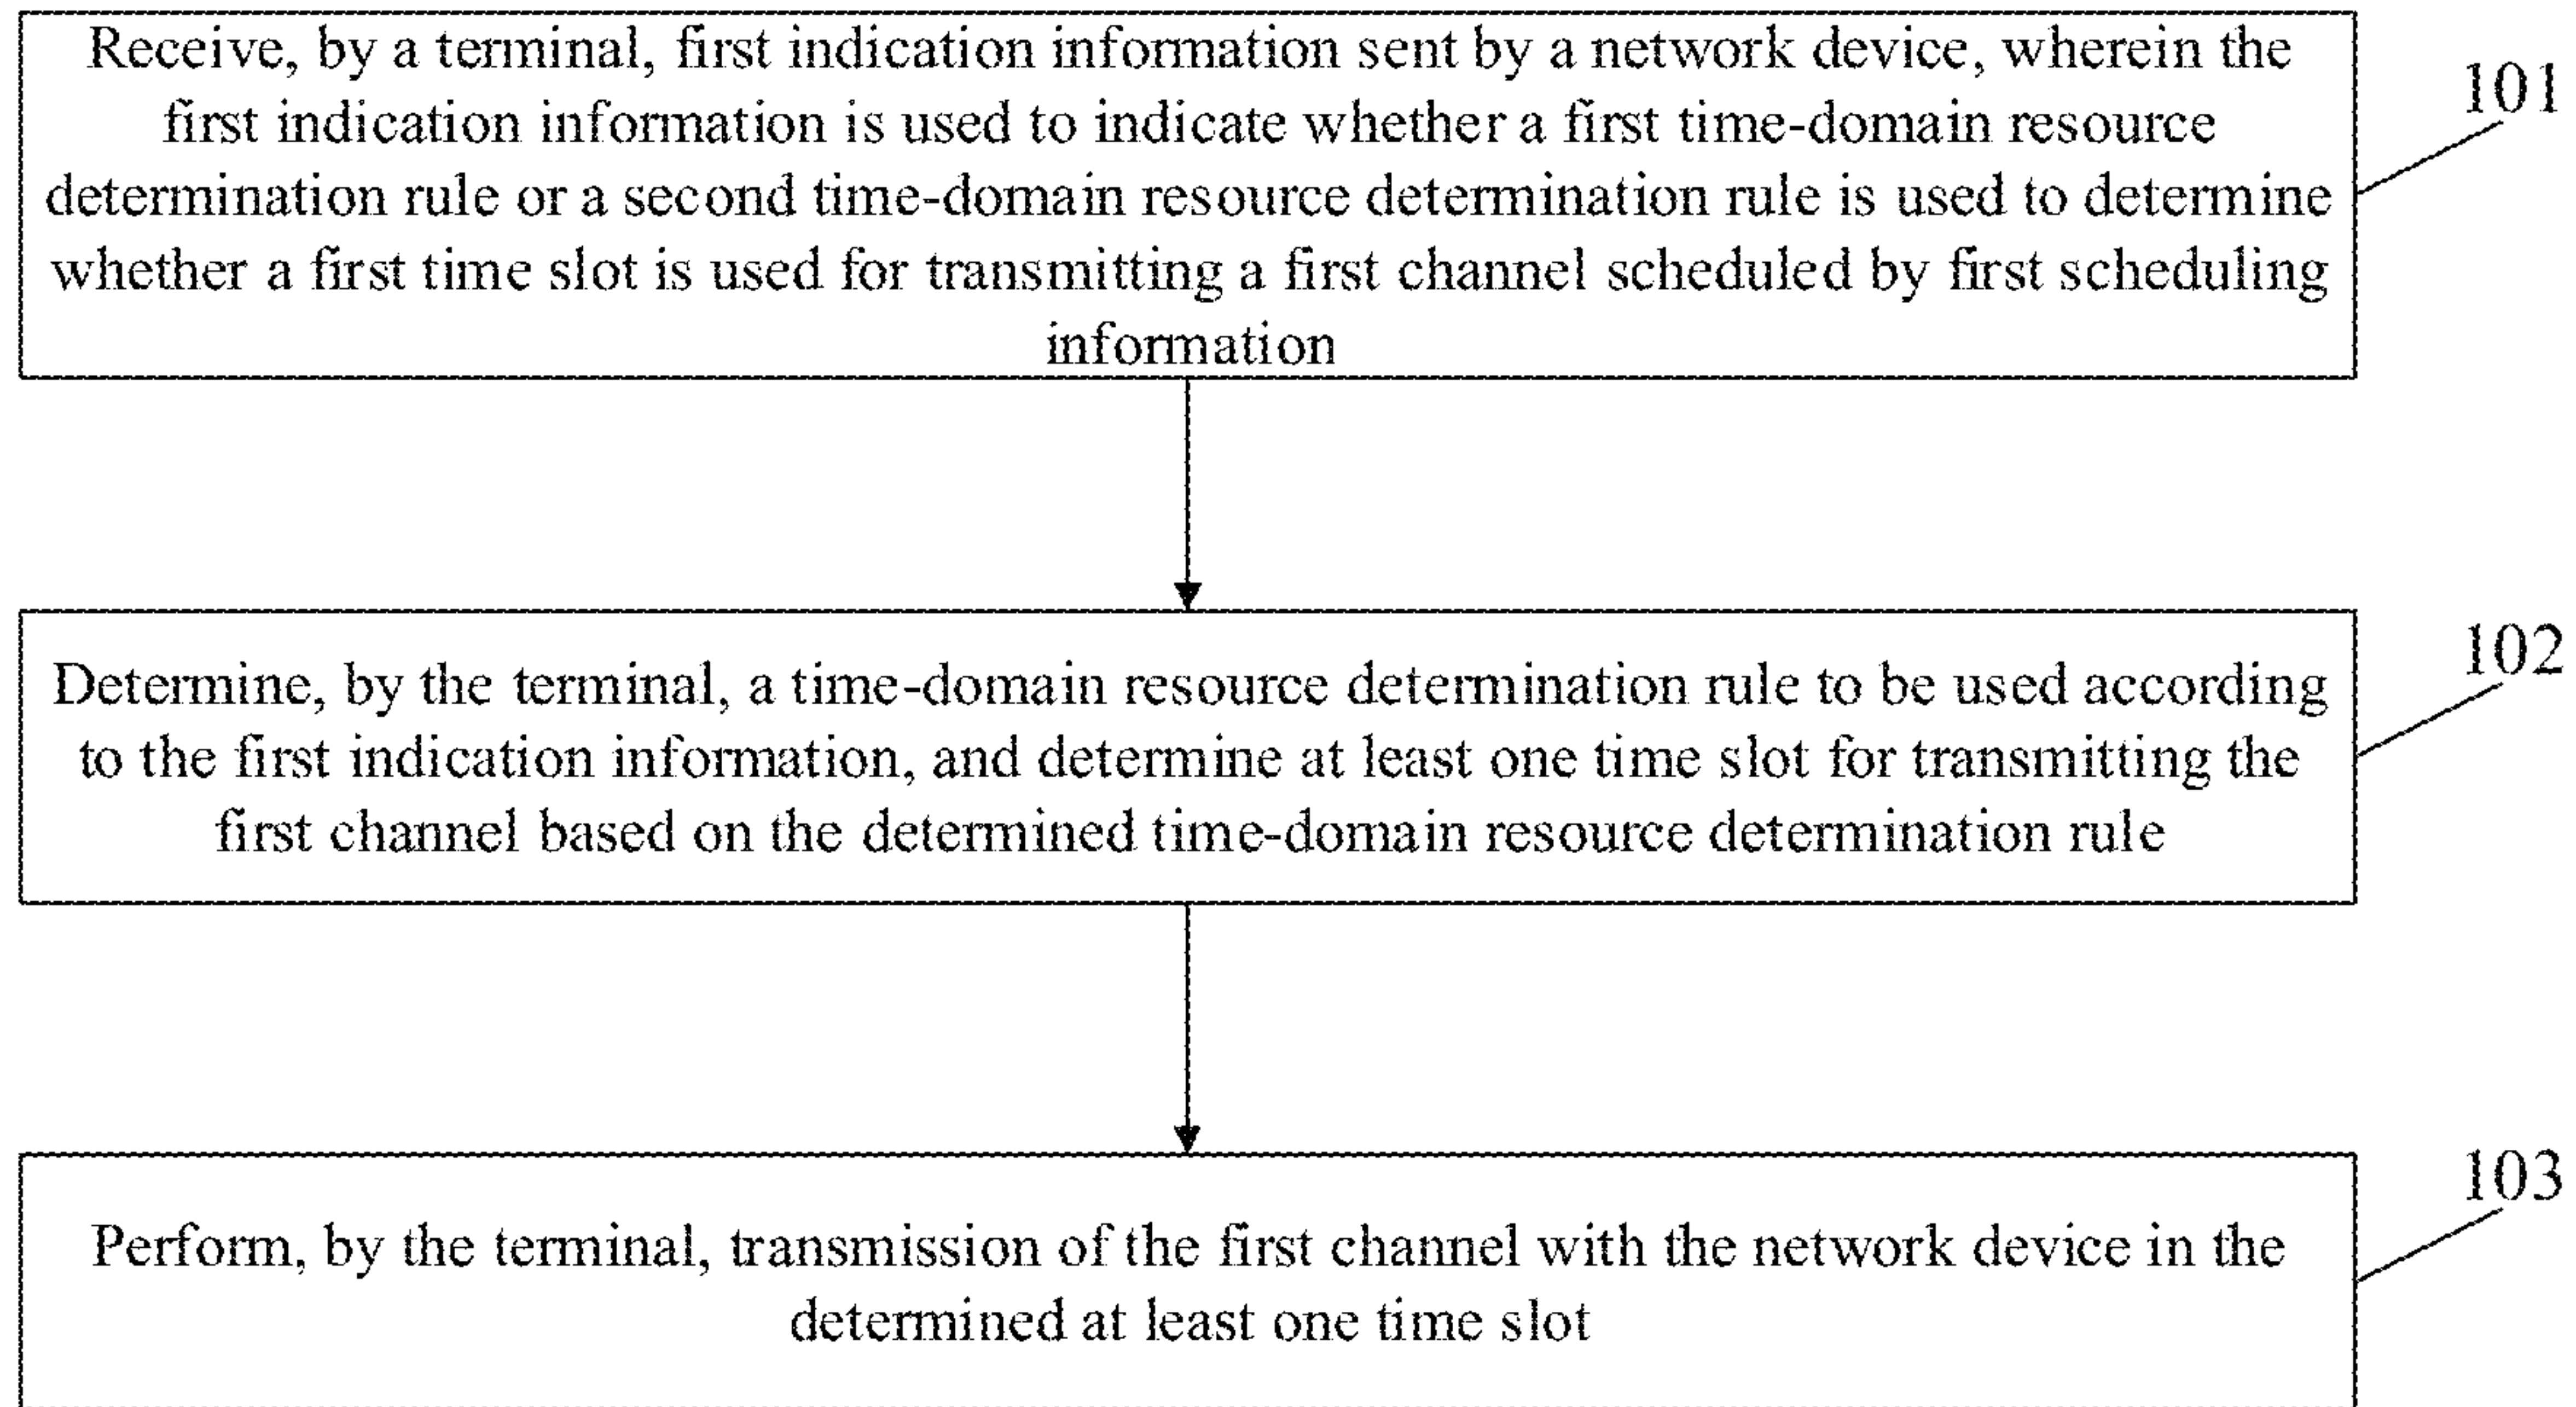 Receive, by a terminal, first indication information sent by a network device, wherein the
first indication information is used to indicate whether a first time-domain resource
determination rule or a second time-domain resource determination rule is used to determine
whether a first time slot is used for transmitting a first channel scheduled by first scheduling
information
101
Determine, by the terminal, a time-domain resource determination rule to be used according
to the first indication information, and determine at least one time slot for transmitting the
first channel based on the determined time-domain resource determination rule
102
Perform, by the terminal, transmission of the first channel with the network device in the
determined at least one time slot
103